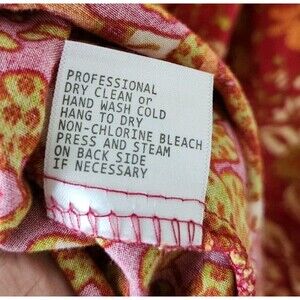 PROFESSIONAL
DRY CLEAN or
HAND WASH COLD
HANG TO DRY
NON-CHLORINE BLEACH
PRESS AND STEAM
ON BACK SIDE
IF NECESSARY